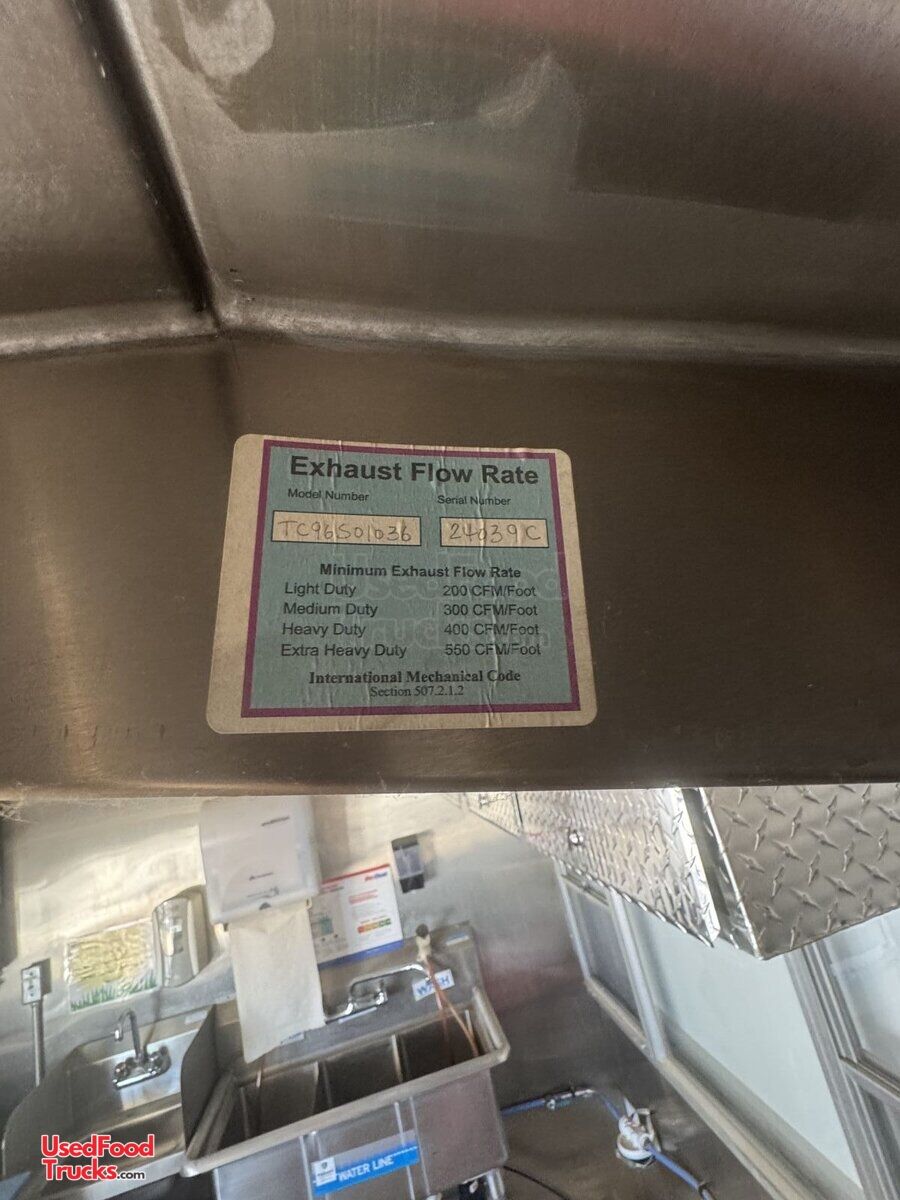 Exhaust Flow Rate
Model Number Serial Number
TC96S01036 24039C
Minimum Exhaust Flow Rate
Light Duty 200 CFM/Foot
Medium Duty 300 CFM/Foot
Heavy Duty 400 CFM/Foot
Extra Heavy Duty 550 CFM/Foot
International Mechanical Code
Section 507.2.1.2
WASH
WATER LINE
UsedFood
Trucks.com